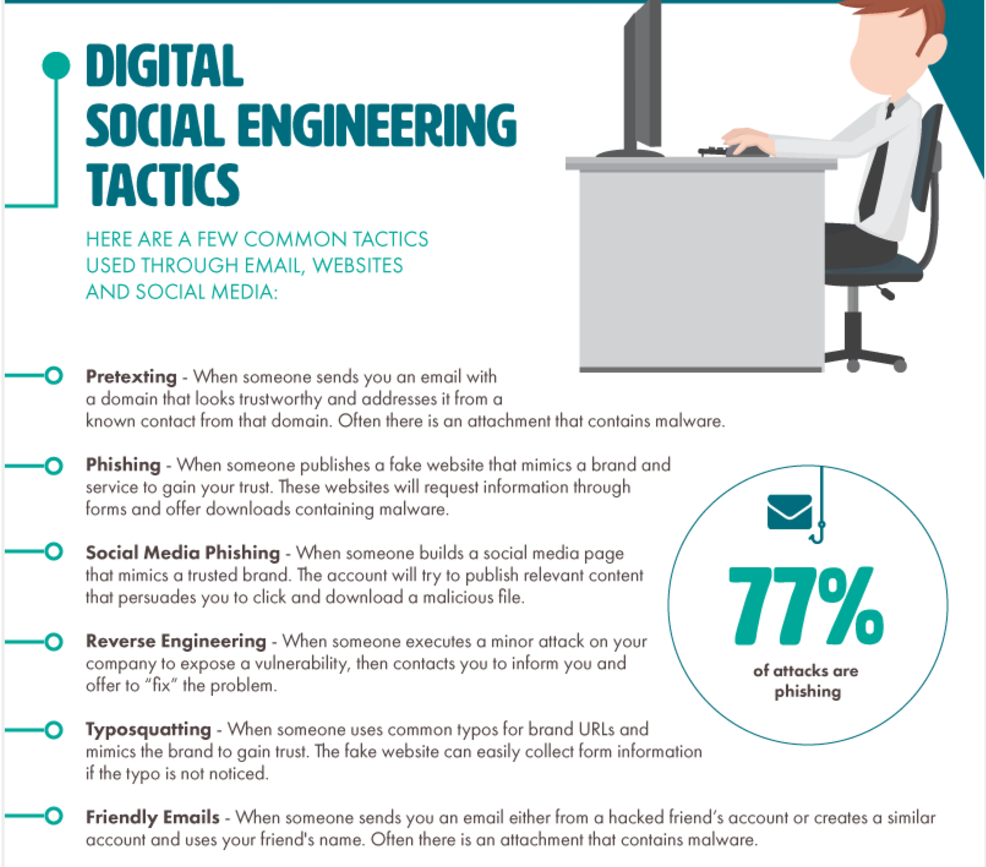 DIGITAL
SOCIAL ENGINEERING
TACTICS
HERE ARE A FEW COMMON TACTICS
USED THROUGH EMAIL, WEBSITES
AND SOCIAL MEDIA:
Pretexting - When someone sends you an email with
a domain that looks trustworthy and addresses it from a
known contact from that domain. Often there is an attachment that contains malware.
Phishing - When someone publishes a fake website that mimics a brand and
service to gain your trust. These websites will request information through
forms and offer downloads containing malware.
Social Media Phishing - When someone builds a social media page
that mimics a trusted brand. The account will try to publish relevant content
that persuades you to click and download a malicious file.
Reverse Engineering - When someone executes a minor attack on your
company to expose a vulnerability, then contacts you to inform you and
offer to “fix” the problem.
Typosquatting - When someone uses common typos for brand URLs and
mimics the brand to gain trust. The fake website can easily collect form information
if the typo is not noticed.
Friendly Emails - When someone sends you an email either from a hacked friend’s account or creates a similar
account and uses your friend's name. Often there is an attachment that contains malware.
77%
of attacks are
phishing